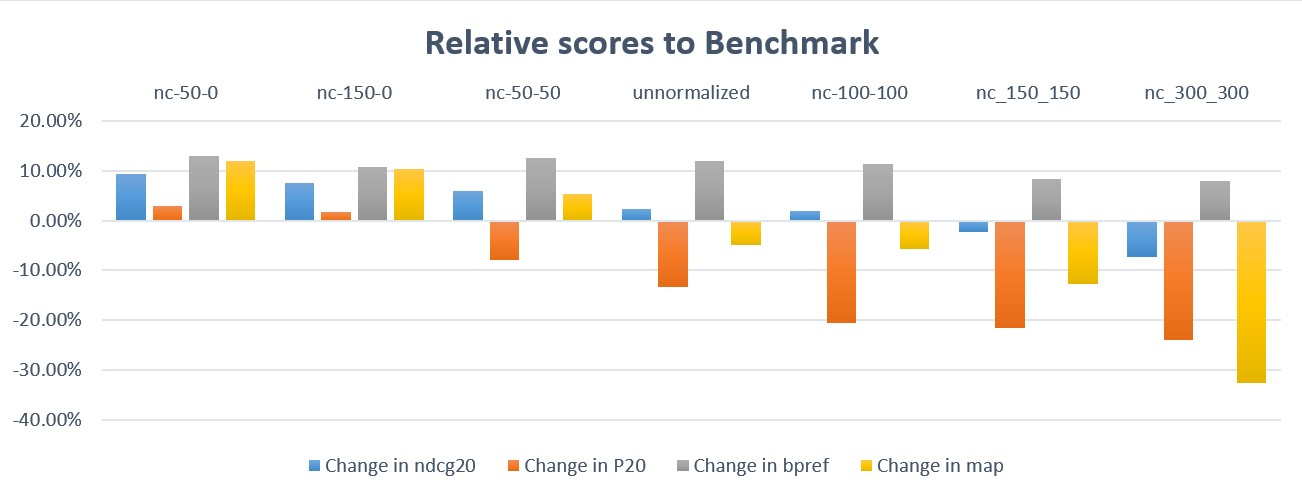 Relative scores to Benchmark
nc-50-0 nc-150-0 nc-50-50 unnormalized nc-100-100 nc_150_150 nc_300_300
20.00%
10.00%
0.00%
-10.00%
-20.00%
-30.00%
-40.00%
Change in ndcg20 Change in P20 Change in bpref Change in map